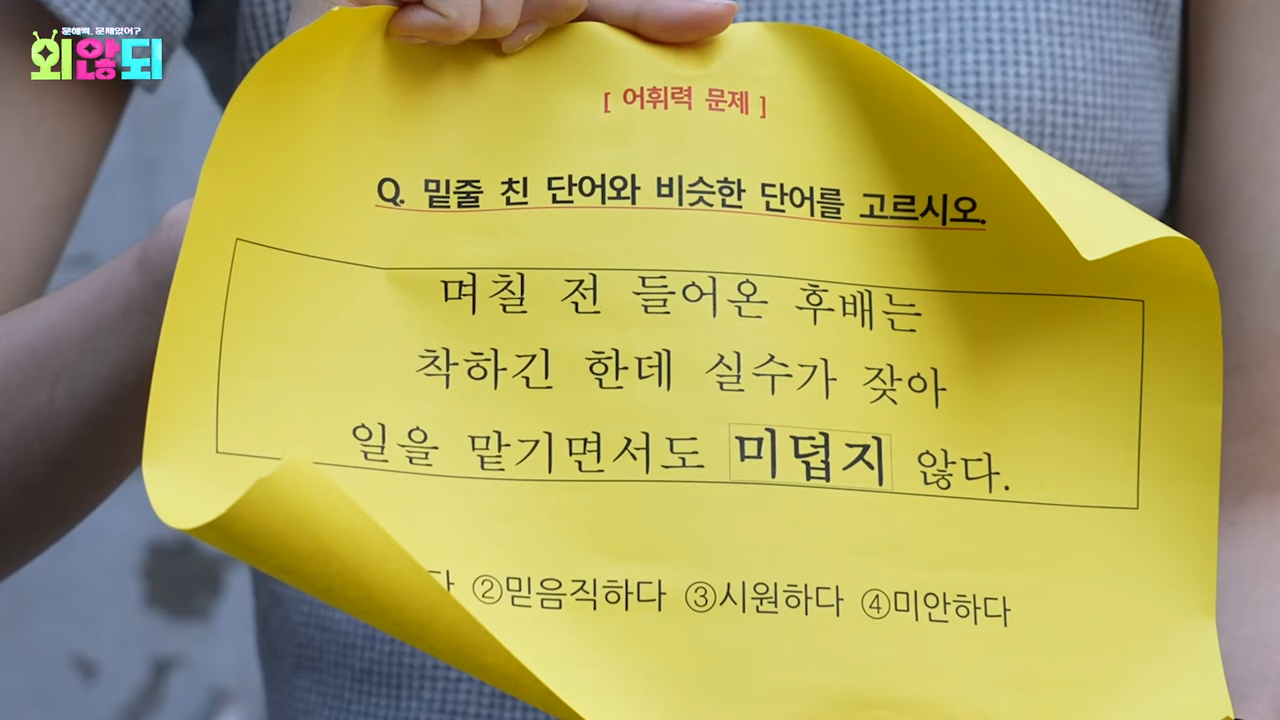 문해력, 문제있어?
외않되
[ 어휘력 문제 ]
Q. 밑줄 친 단어와 비슷한 단어를 고르시오.
며칠 전 들어온 후배는
착하긴 한데 실수가 잦아
일을 맡기면서도 미덥지 않다.
다 ②믿음직하다 ③시원하다 ④미안하다